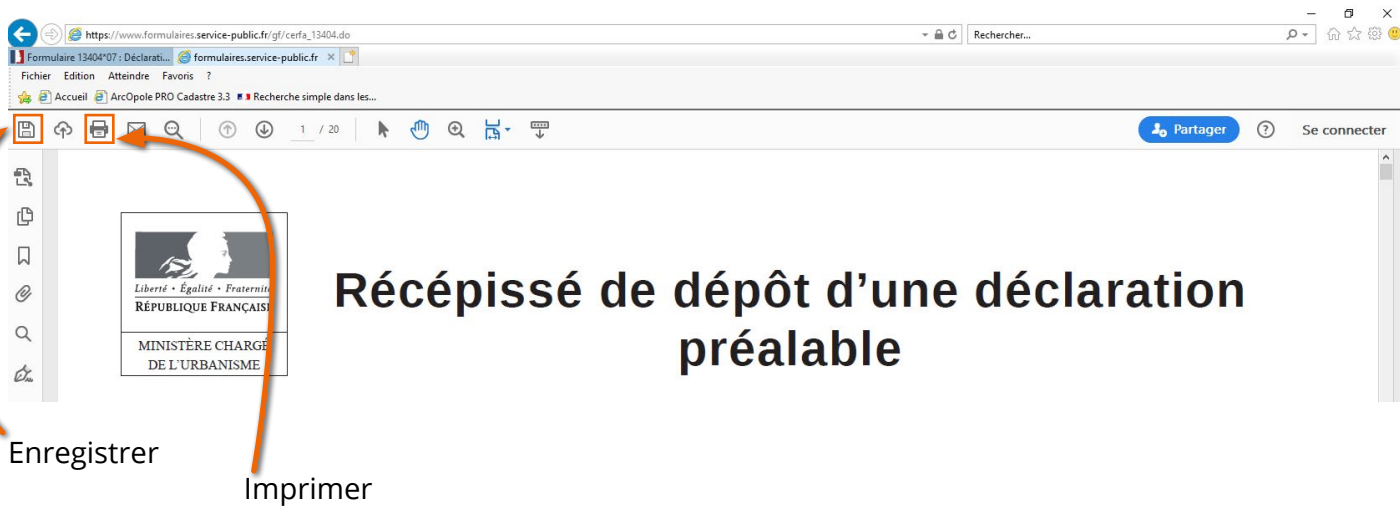 https://www.formulaires.service-public.fr/gf/cerfa_13404.do
Rechercher...
Formulaire 13404*07 : Déclarati...
formulaires.service-public.fr
Fichier Edition Atteindre Favoris ?
Accueil ArcOpole PRO Cadastre 3.3 Recherche simple dans les...
1 / 20
Partager
Se connecter
Liberté • Égalité • Fraternité
RÉPUBLIQUE FRANÇAISE
MINISTÈRE CHARGÉ
DE L'URBANISME
Récépissé de dépôt d’une déclaration
préalable
Enregistrer
Imprimer